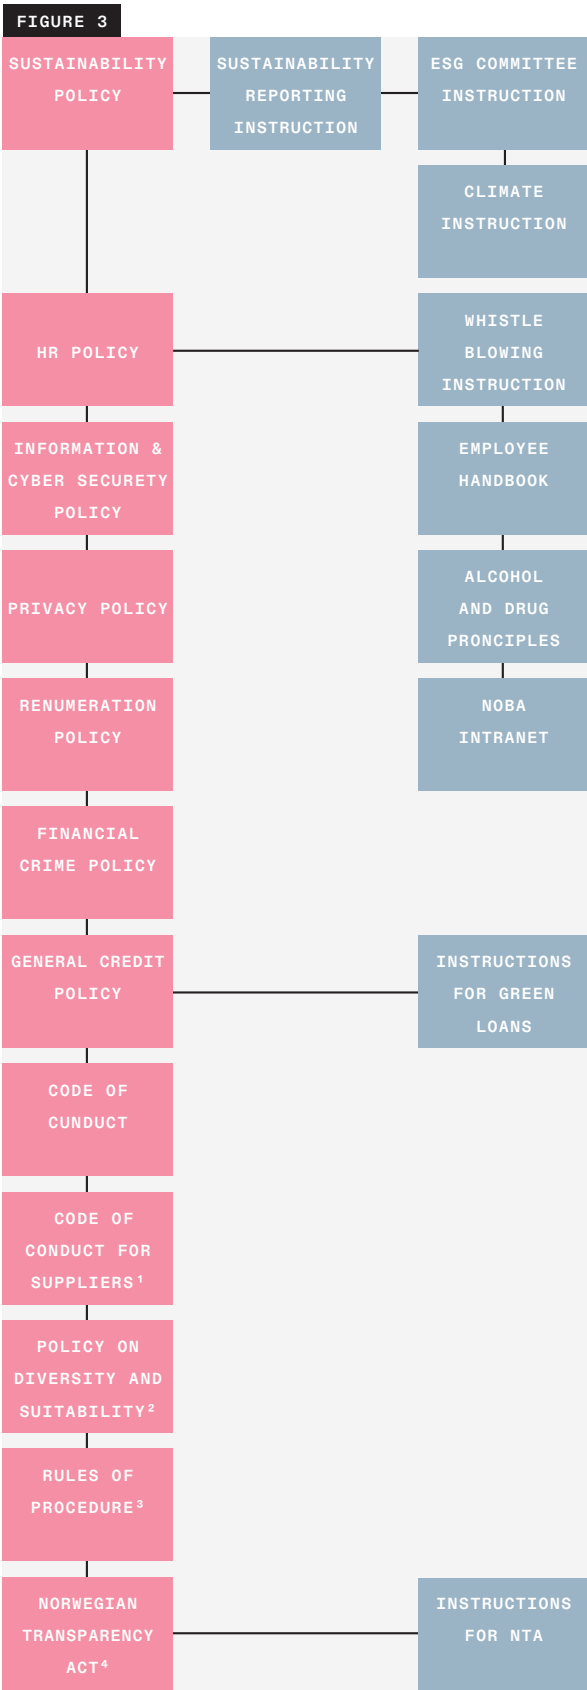 FIGURE 3
SUSTAINABILITY
POLICY
SUSTAINABILITY
REPORTING
INSTRUCTION
ESG COMMITTEE
INSTRUCTION
CLIMATE
INSTRUCTION
HR POLICY
WHISTLE
BLOWING
INSTRUCTION
INFORMATION &
CYBER SECURETY
POLICY
EMPLOYEE
HANDBOOK
PRIVACY POLICY
ALCOHOL
AND DRUG
PRONCIPLES
RENUMERATION
POLICY
NOBA
INTRANET
FINANCIAL
CRIME POLICY
GENERAL CREDIT
POLICY
INSTRUCTIONS
FOR GREEN
LOANS
CODE OF
CUNDUCT
CODE OF
CONDUCT FOR
SUPPLIERS¹
POLICY ON
DIVERSITY AND
SUITABILITY²
RULES OF
PROCEDURE³
NORWEGIAN
TRANSPARENCY
ACT⁴
INSTRUCTIONS
FOR NTA